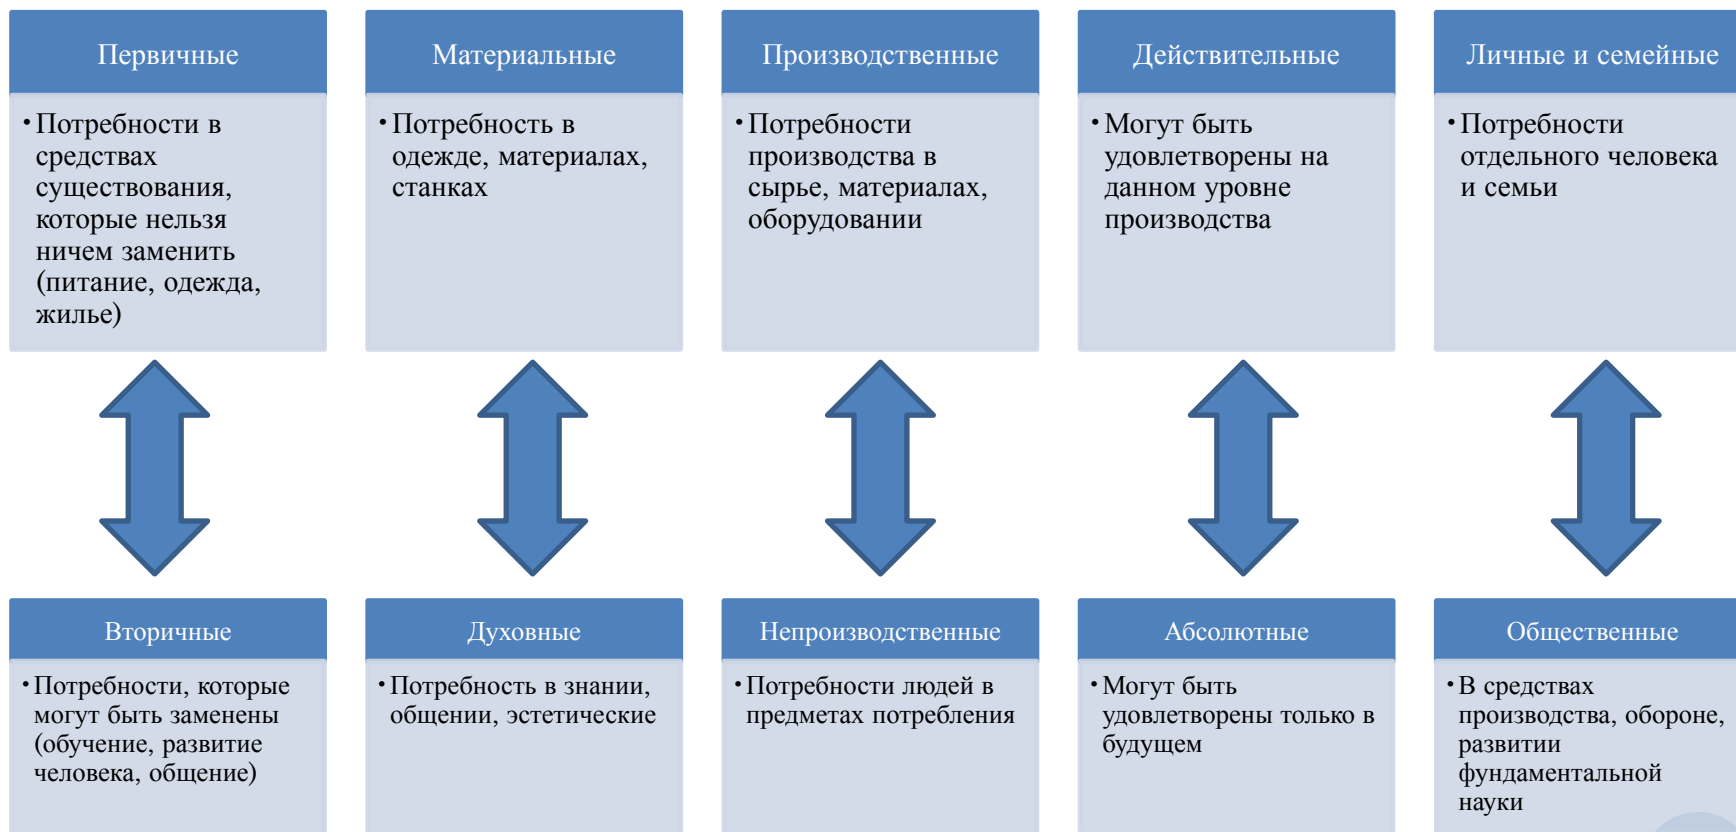 Первичные
• Потребности в
средствах
существования,
которые нельзя
ничем заменить
(питание, одежда,
жилье)
Материальные
• Потребность в
одежде, материалах,
станках
Производственные
• Потребности
производства в
сырье, материалах,
оборудовании
Действительные
• Могут быть
удовлетворены на
данном уровне
производства
Личные и семейные
• Потребности
отдельного человека
и семьи
Вторичные
• Потребности, которые
могут быть заменены
(обучение, развитие
человека, общение)
Духовные
• Потребность в знании,
общении, эстетические
Непроизводственные
• Потребности людей в
предметах потребления
Абсолютные
• Могут быть
удовлетворены только в
будущем
Общественные
• В средствах
производства, обороне,
развитии
фундаментальной
науки